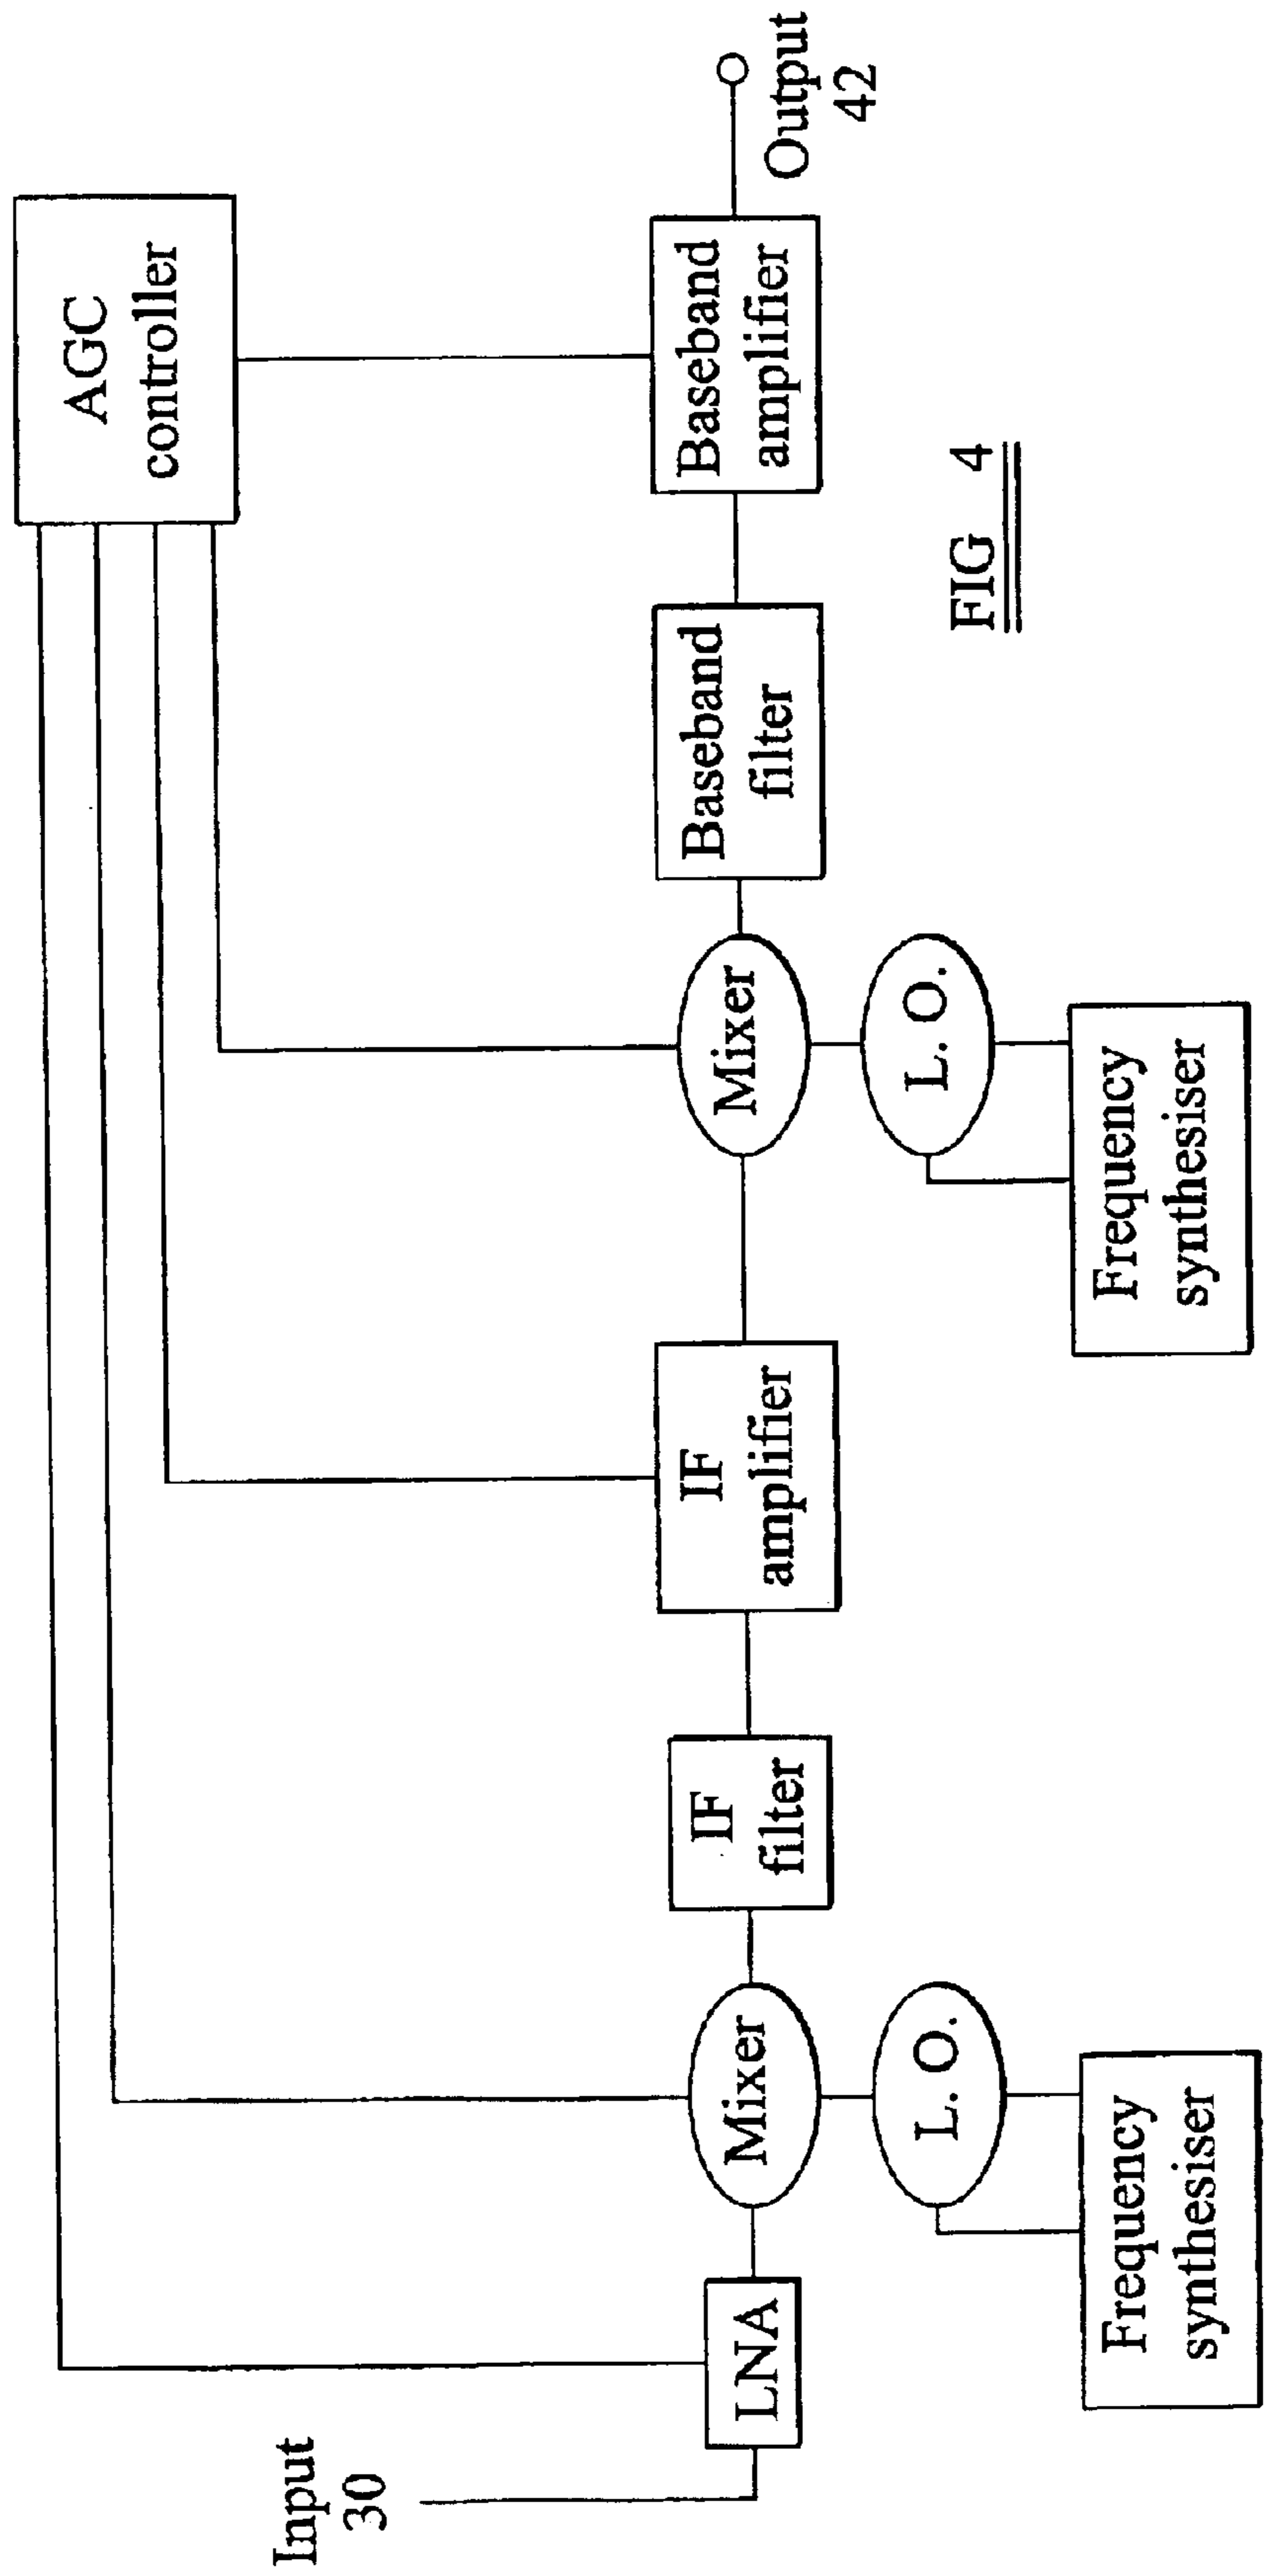 AGC
controller
Input
30
LNA
Mixer
IF
filter
IF
amplifier
Mixer
Baseband
filter
Baseband
amplifier
Output
42
L. O.
L. O.
Frequency
synthesiser
Frequency
synthesiser
FIG 4